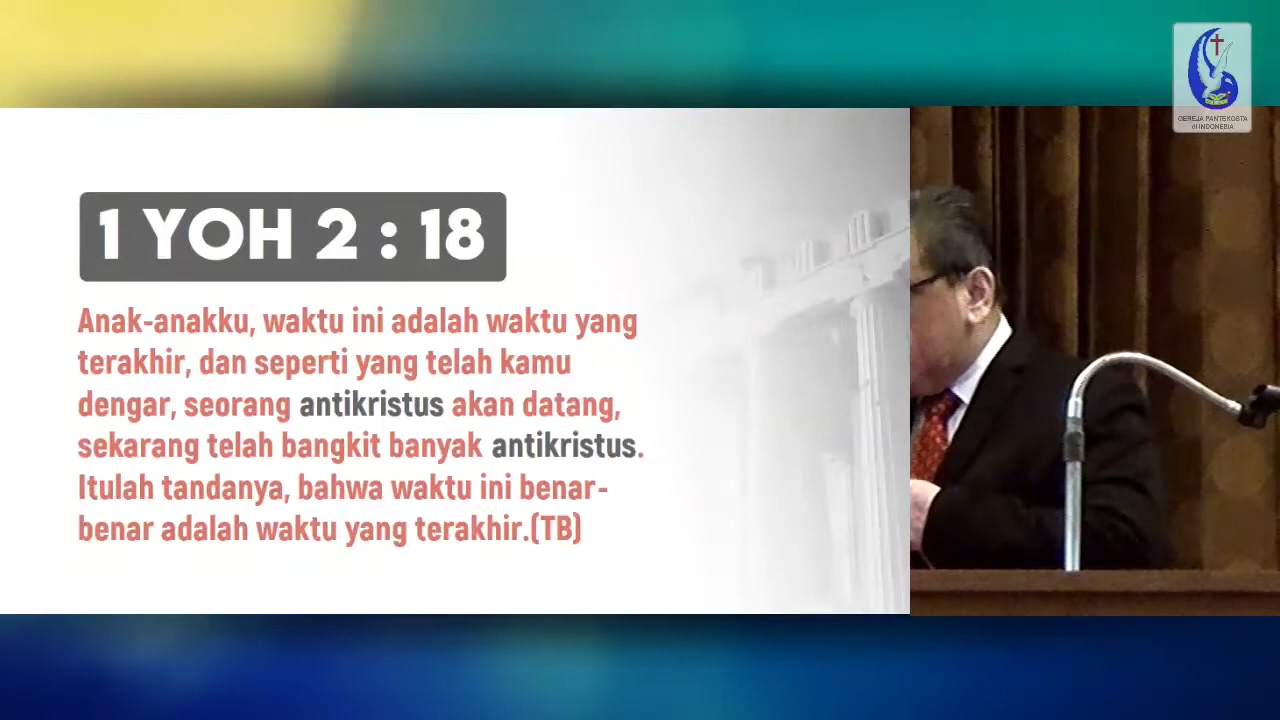 1 YOH 2 : 18
Anak-anakku, waktu ini adalah waktu yang
terakhir, dan seperti yang telah kamu
dengar, seorang antikristus akan datang,
sekarang telah bangkit banyak antikristus.
Itulah tandanya, bahwa waktu ini benar-
benar adalah waktu yang terakhir.(TB)
GEREJA PANTEKOSTA
di INDONESIA